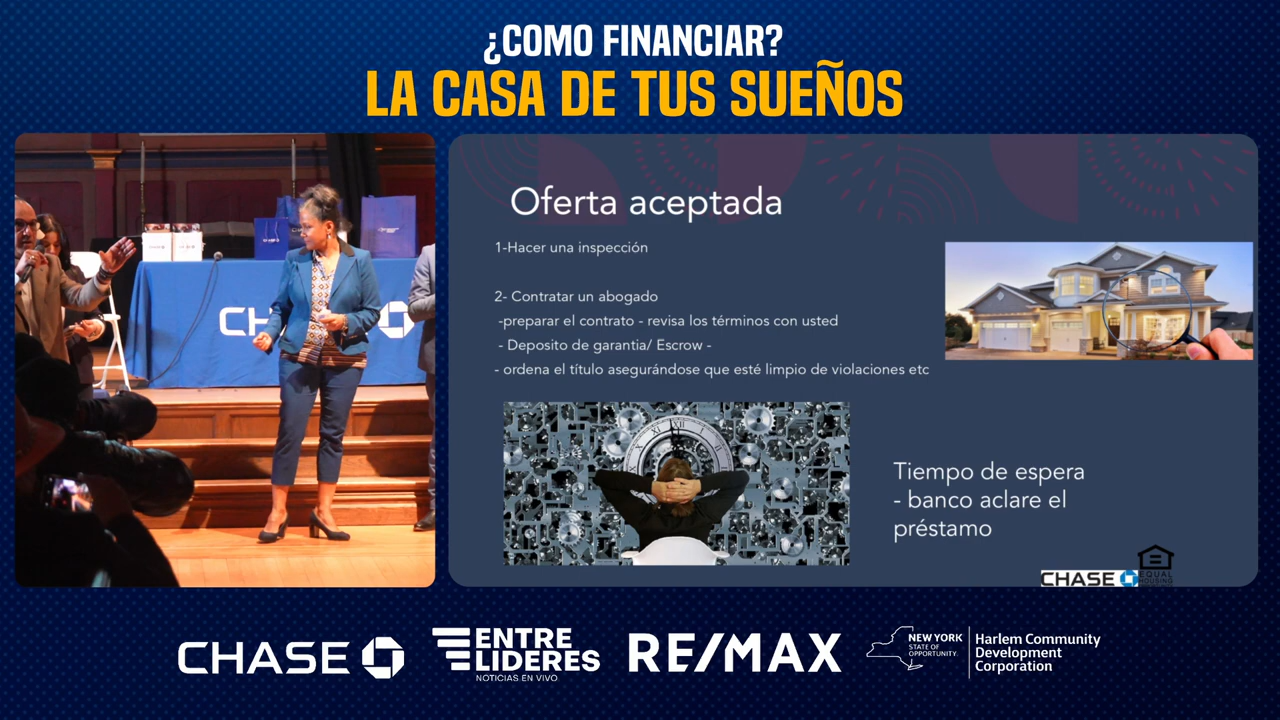 ¿COMO FINANCIAR?
LA CASA DE TUS SUEÑOS
CH
Oferta aceptada
1-Hacer una inspección
2- Contratar un abogado
-preparar el contrato - revisa los términos con usted
- Deposito de garantia/ Escrow -
- ordena el título asegurándose que esté limpio de violaciones etc
Tiempo de espera
- banco aclare el
préstamo
CHASE
EQUAL
HOUSING
CHASE
ENTRE
LIDERES
NOTICIAS EN VIVO
RE/MAX
NEW YORK
STATE OF
OPPORTUNITY.
Harlem Community
Development
Corporation